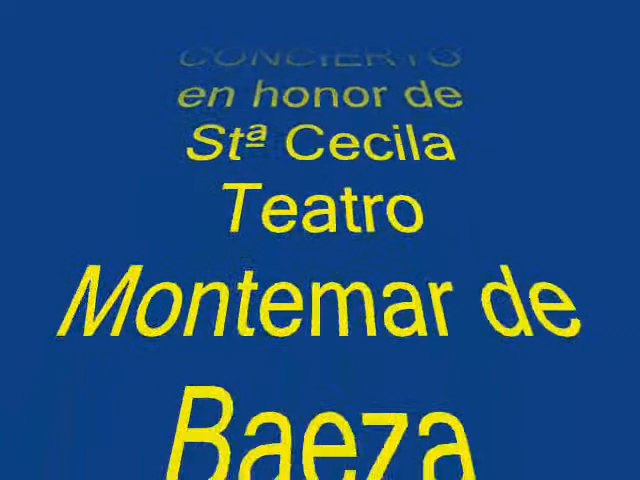 CONCIERTO
en honor de
Stª Cecila
Teatro
Montemar de
Baeza